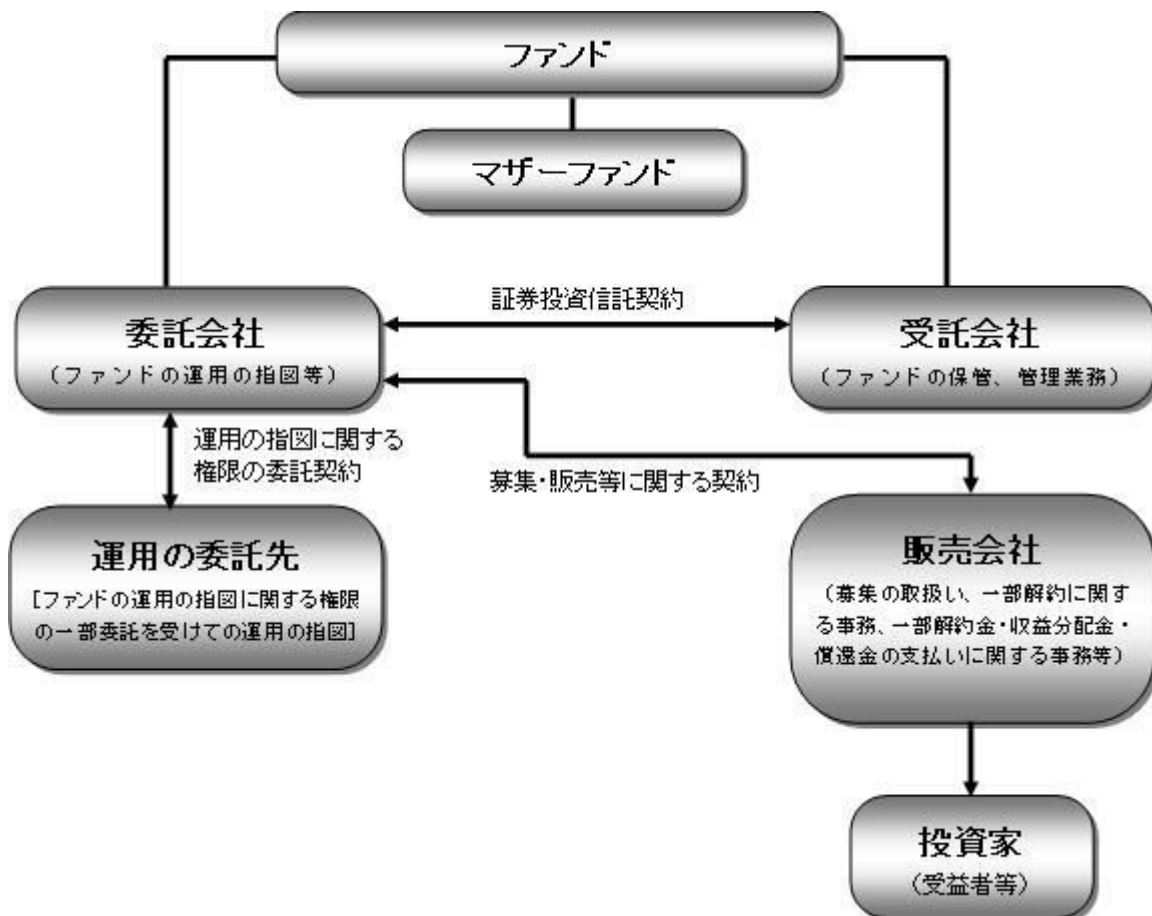 ファンド
マザーファンド
証券投資信託契約
委託会社
(ファンドの運用の指図等)
受託会社
(ファンドの保管、管理業務)
運用の指図に関する
権限の委託契約
募集・販売等に関する契約
運用の委託先
[ファンドの運用の指図に関する権限
の一部委託を受けての運用の指図]
販売会社
(募集の取扱い、一部解約に関す
る事務、一部解約金・収益分配金・
償還金の支払いに関する事務等)
投資家
(受益者等)